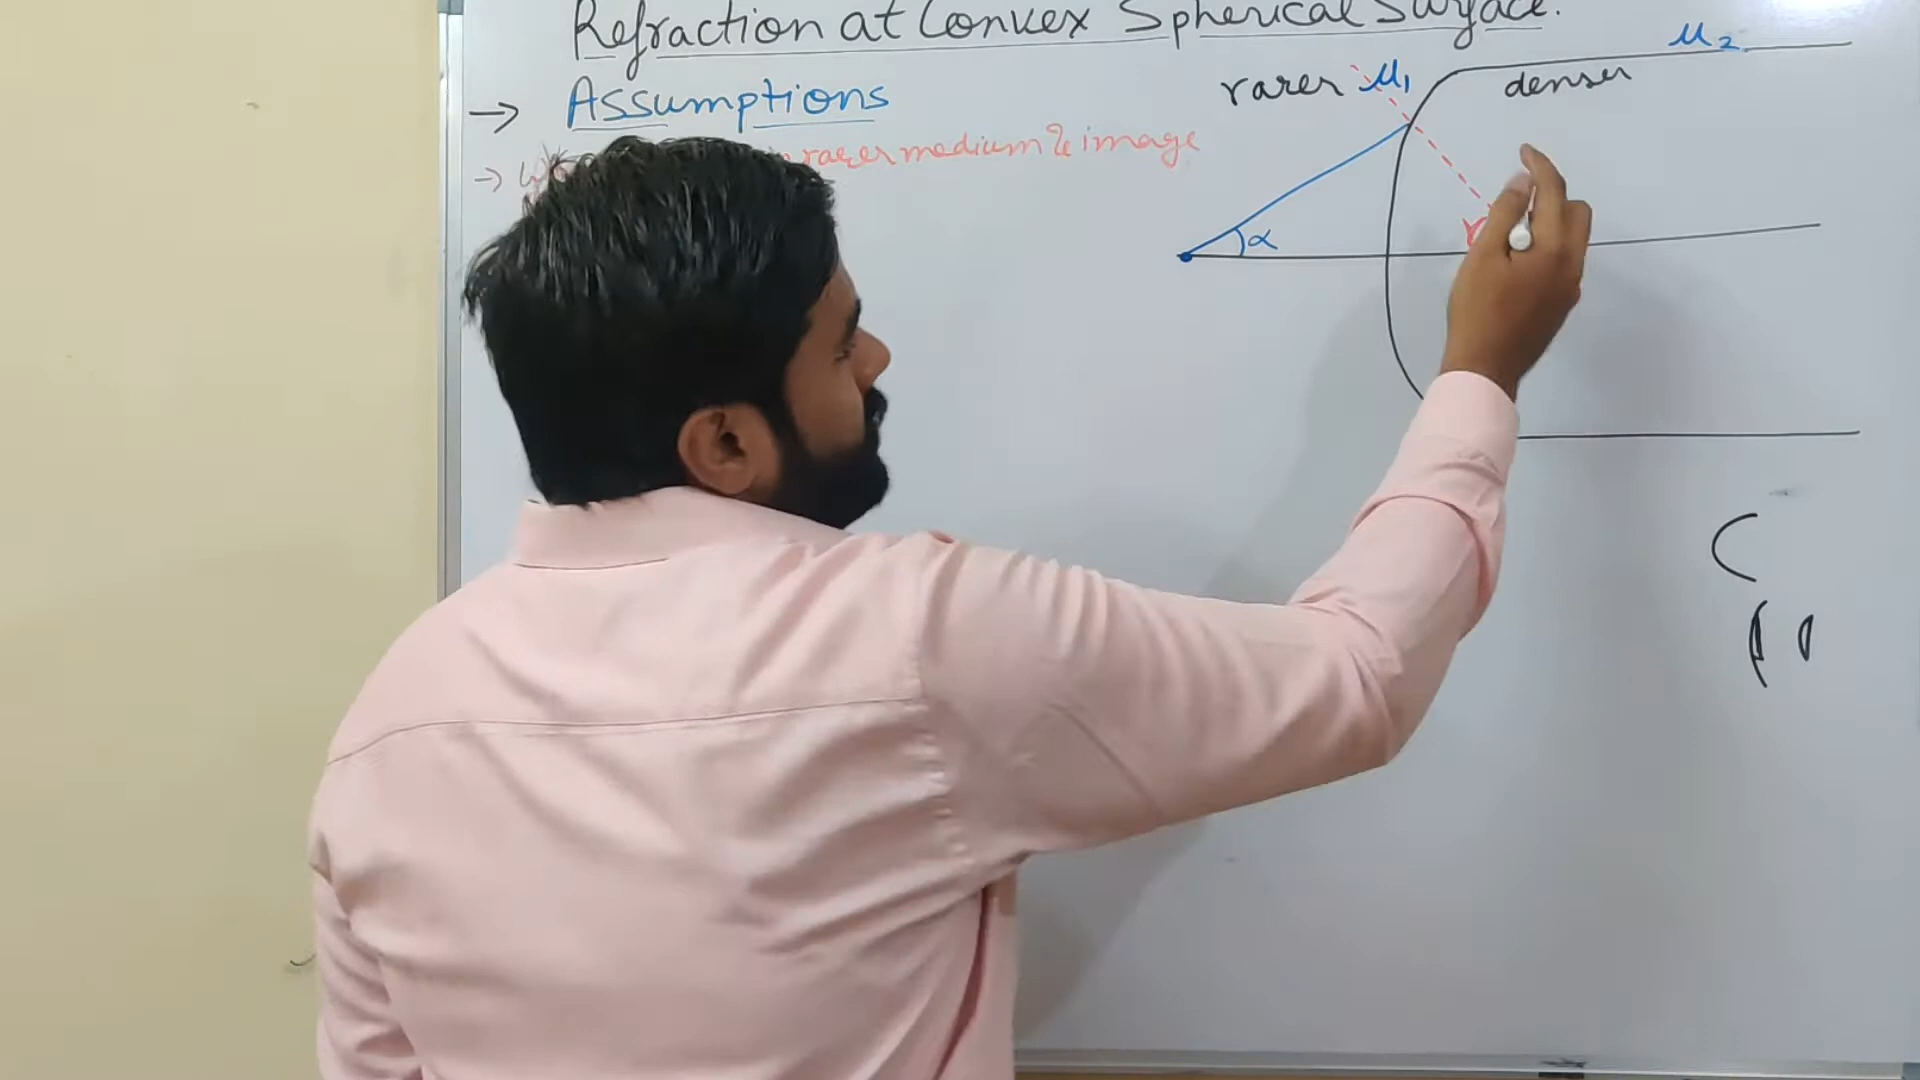 Refraction at Convex Spherical Surface.
→ Assumptions
→ rarer medium & image
rarer μ₁
denser
μ₂
α
γ